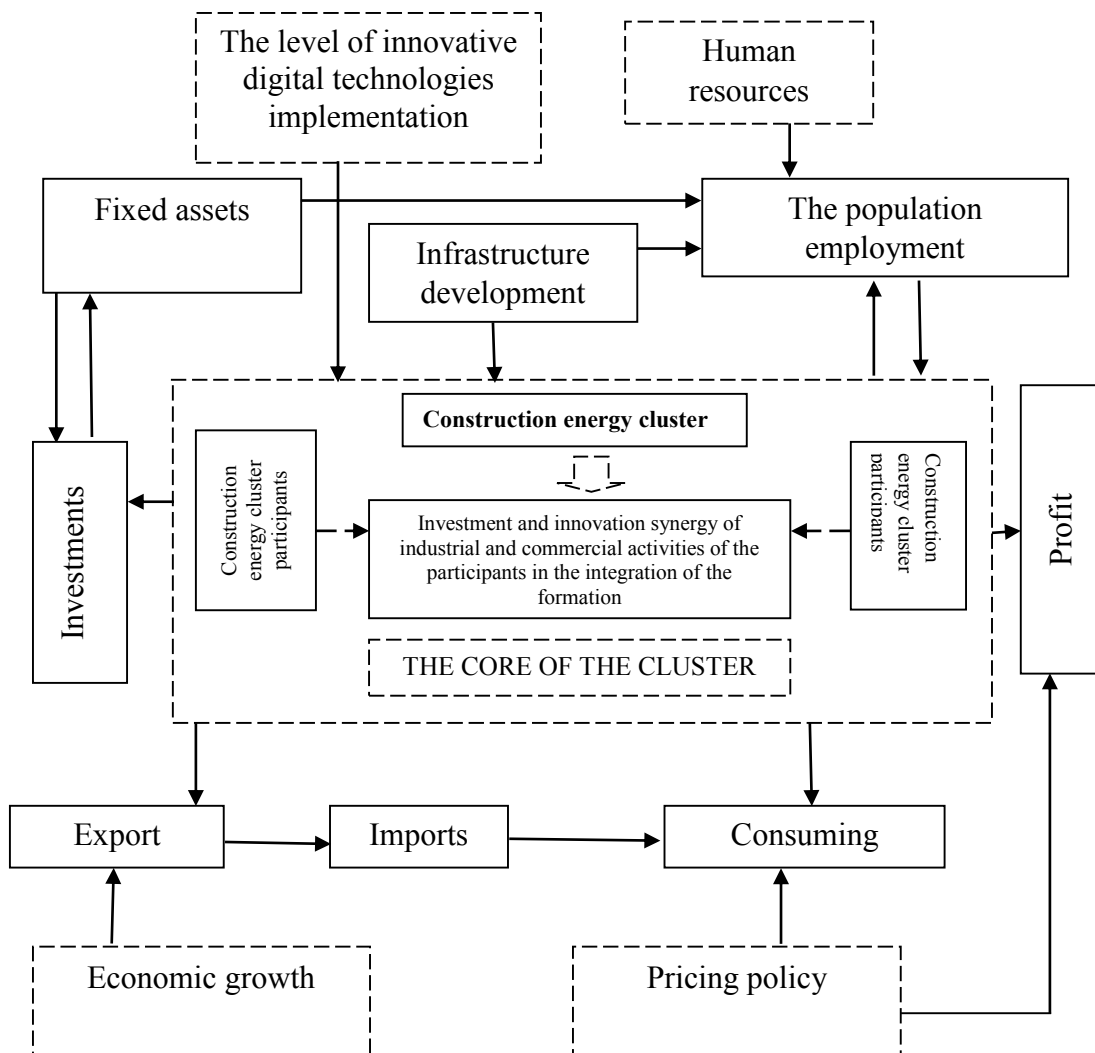 The level of innovative
digital technologies
implementation
Human
resources
Fixed assets
The population
employment
Infrastructure
development
Construction energy cluster
Investments
Construction
energy cluster
participants
Investment and innovation synergy of
industrial and commercial activities of the
participants in the integration of the
formation
Construction
energy cluster
participants
Profit
THE CORE OF THE CLUSTER
Export
Imports
Consuming
Economic growth
Pricing policy